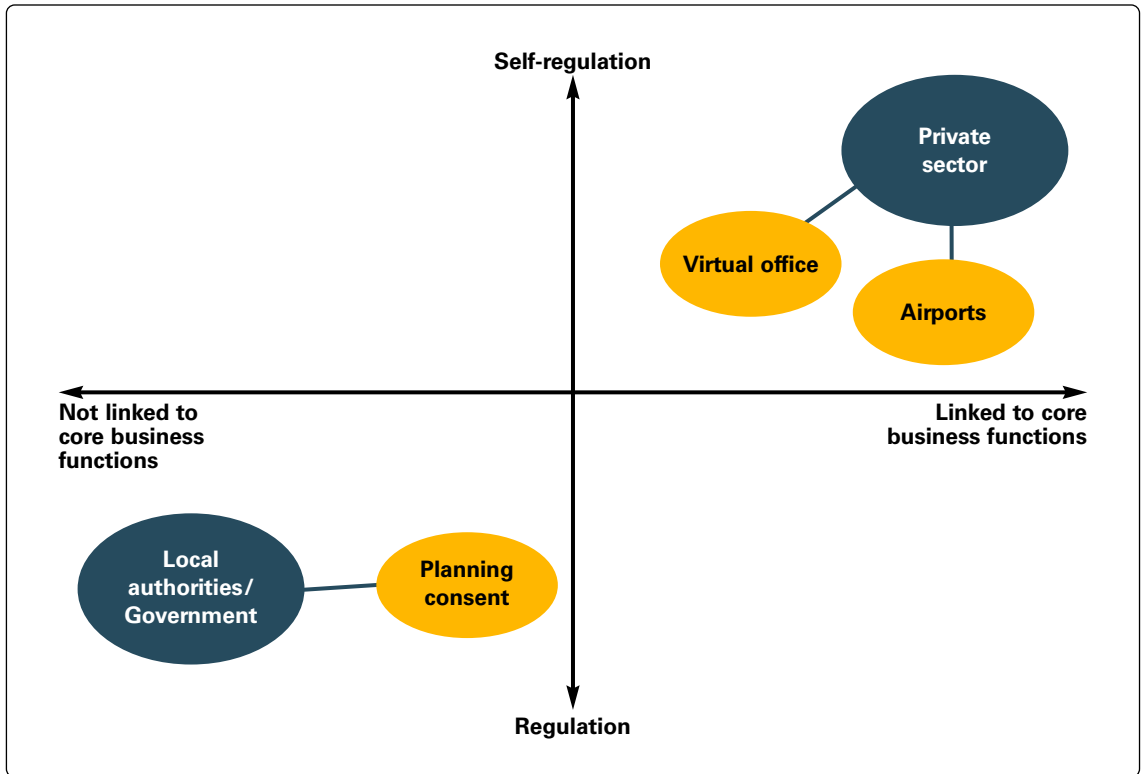 Self-regulation
Private
sector
Virtual office
Airports
Not linked to
core business
functions
Linked to core
business functions
Local
authorities/
Government
Planning
consent
Regulation